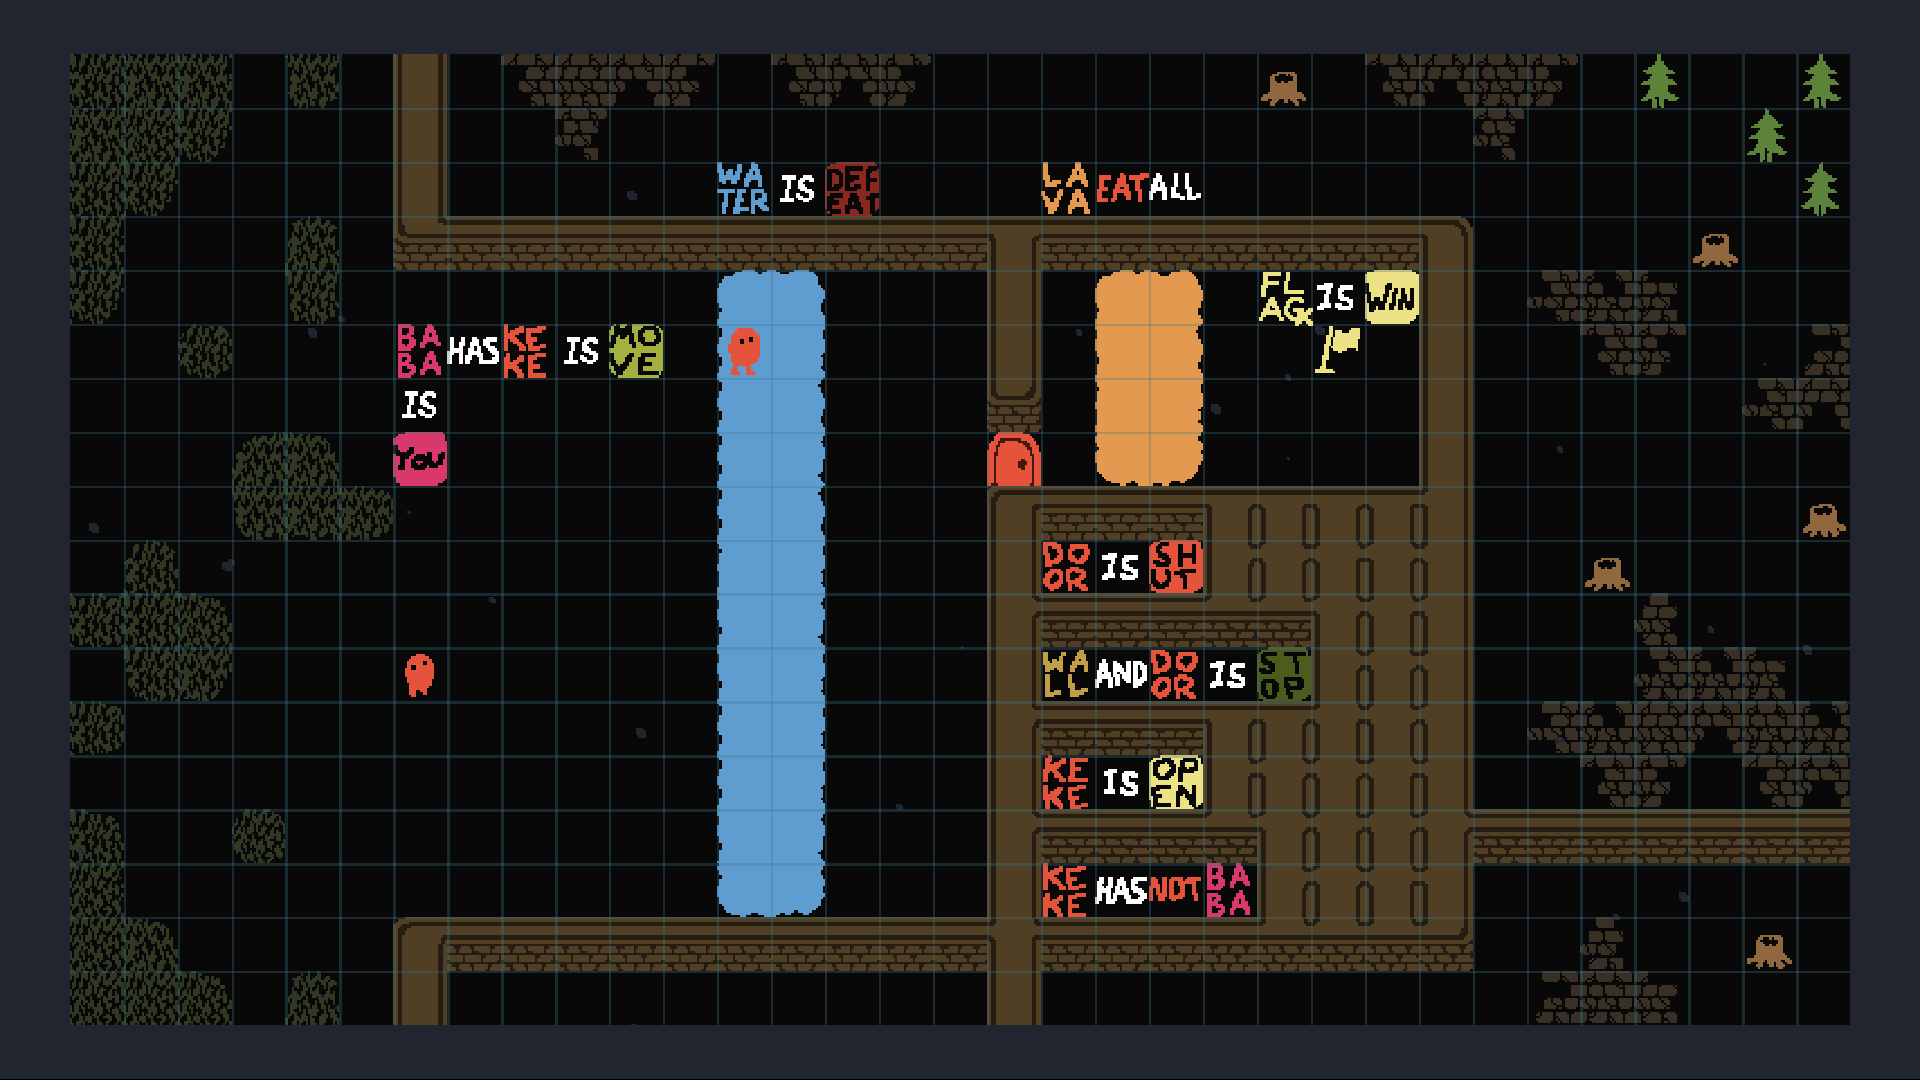 WATER IS DEFEAT
LAVA EAT ALL
FLAG IS WIN
BABA HAS KEKE IS MOVE
IS
YOU
DOOR IS SHUT
WALL AND DOOR IS STOP
KEKE IS OPEN
KEKE HAS NOT BABA